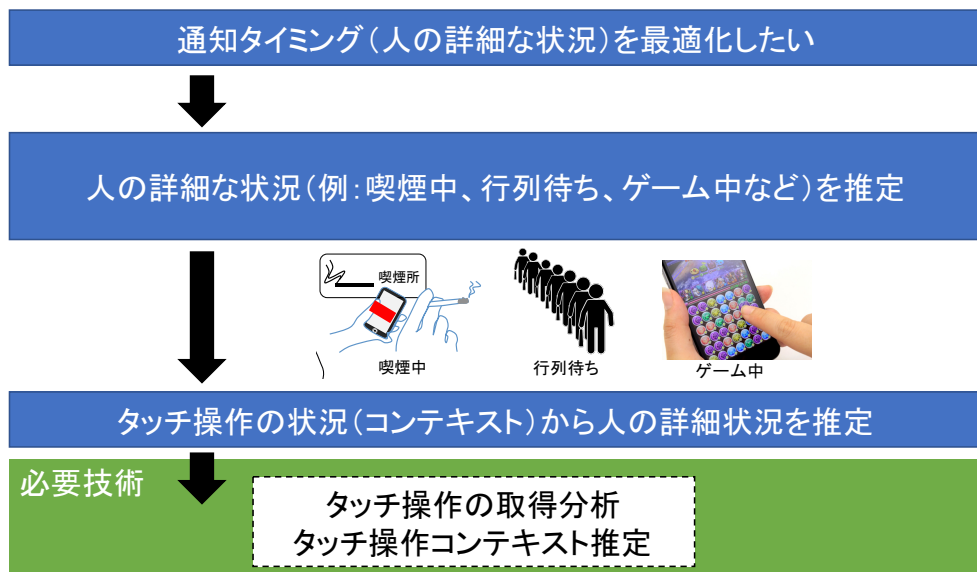 通知タイミング（人の詳細な状況）を最適化したい
人の詳細な状況（例：喫煙中、行列待ち、ゲーム中など）を推定
喫煙所
喫煙中
行列待ち
ゲーム中
タッチ操作の状況（コンテキスト）から人の詳細状況を推定
必要技術
タッチ操作の取得分析
タッチ操作コンテキスト推定